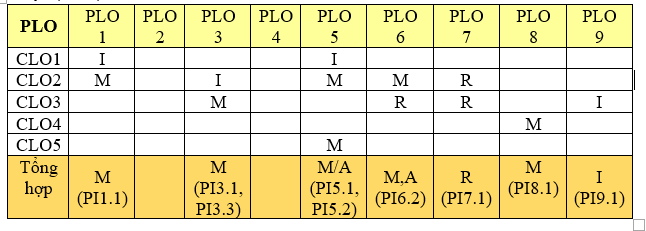 PLO PLO 1 PLO 2 PLO 3 PLO 4 PLO 5 PLO 6 PLO 7 PLO 8 PLO 9
CLO1 I I
CLO2 M I M M R
CLO3 M R R I
CLO4 M
CLO5 M
Tổng hợp M (PI1.1) M (PI3.1, PI3.3) M/A (PI5.1, PI5.2) M,A (PI6.2) R (PI7.1) M (PI8.1) I (PI9.1)